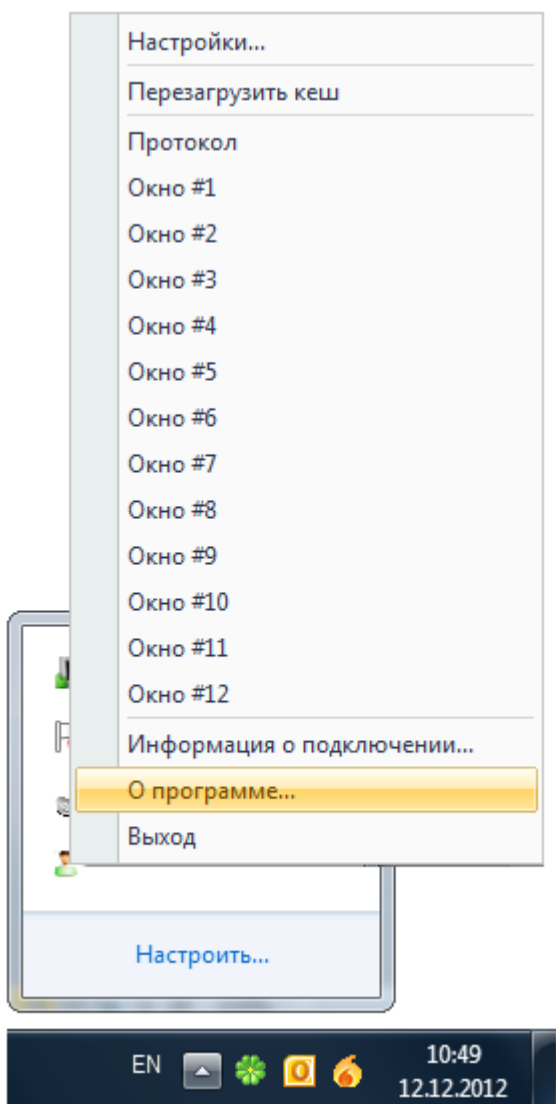 Настройки...
Перезагрузить кеш
Протокол
Окно #1
Окно #2
Окно #3
Окно #4
Окно #5
Окно #6
Окно #7
Окно #8
Окно #9
Окно #10
Окно #11
Окно #12
Информация о подключении...
О программе...
Выход
Настроить...
EN
10:49
12.12.2012